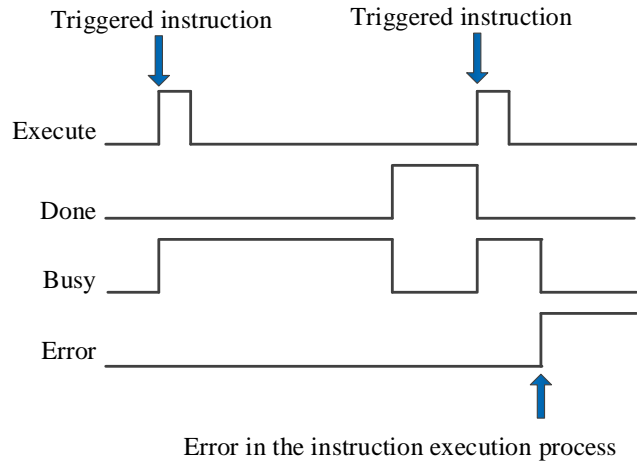 Triggered instruction
Triggered instruction
Execute
Done
Busy
Error
Error in the instruction execution process